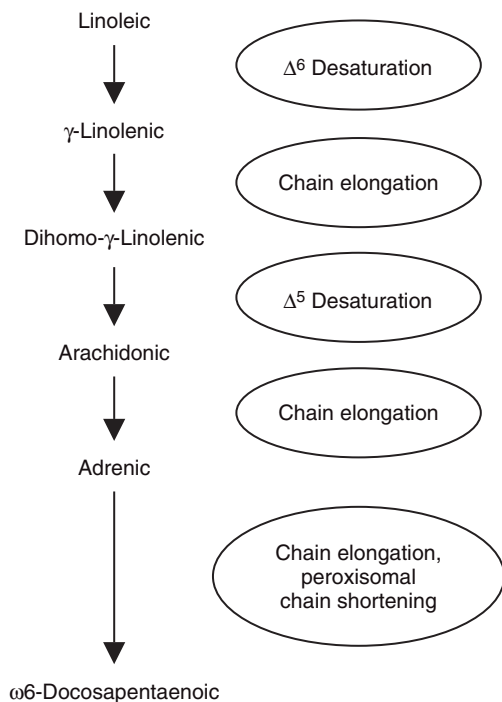 Linoleic
Δ⁶ Desaturation
γ-Linolenic
Chain elongation
Dihomo-γ-Linolenic
Δ⁵ Desaturation
Arachidonic
Chain elongation
Adrenic
Chain elongation,
peroxisomal
chain shortening
ω6-Docosapentaenoic